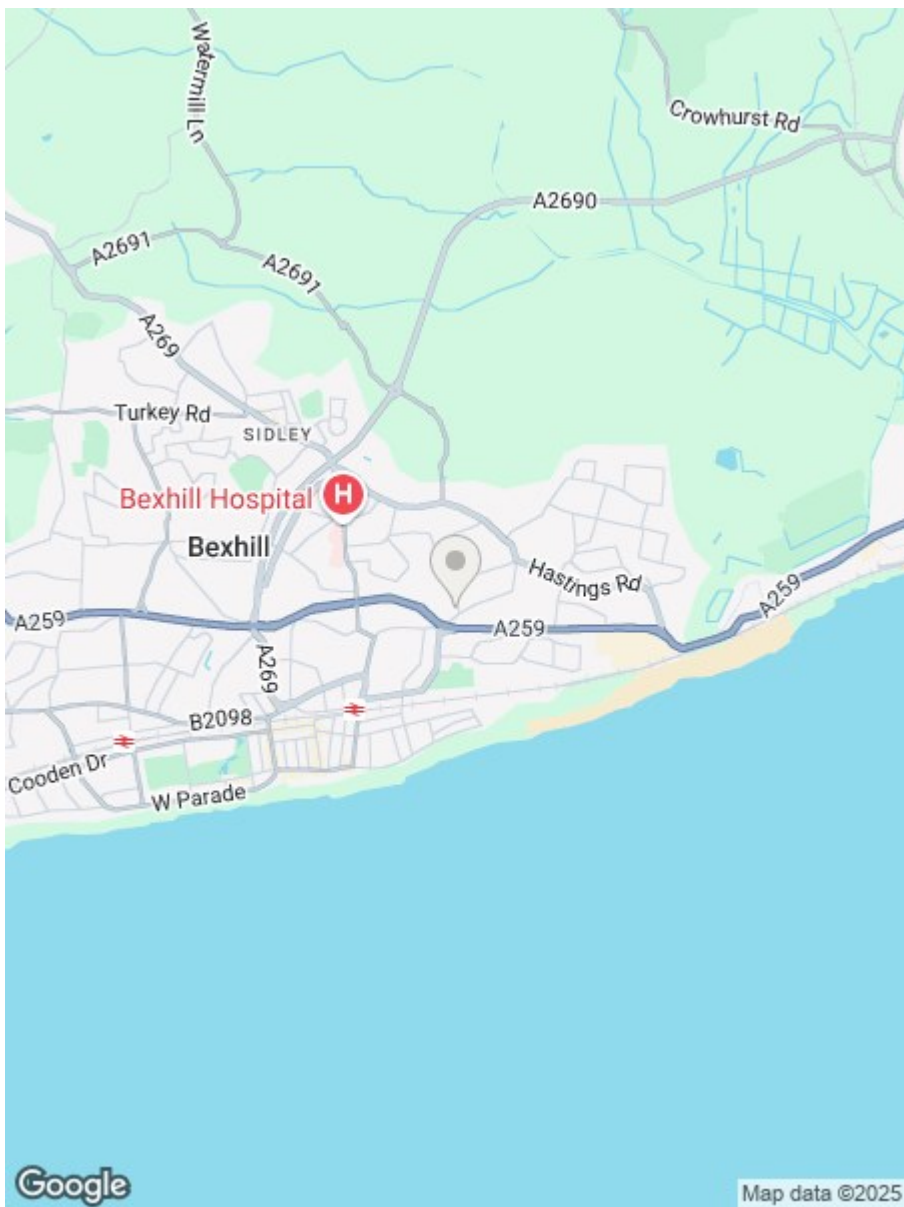 Watermill Ln
Crowhurst Rd
A2690
A2691
A2691
A269
Turkey Rd
SIDLEY
Bexhill Hospital
H
Bexhill
Hastings Rd
A259
A259
A259
A269
B2098
Cooden Dr
W Parade
Google
Map data ©2025